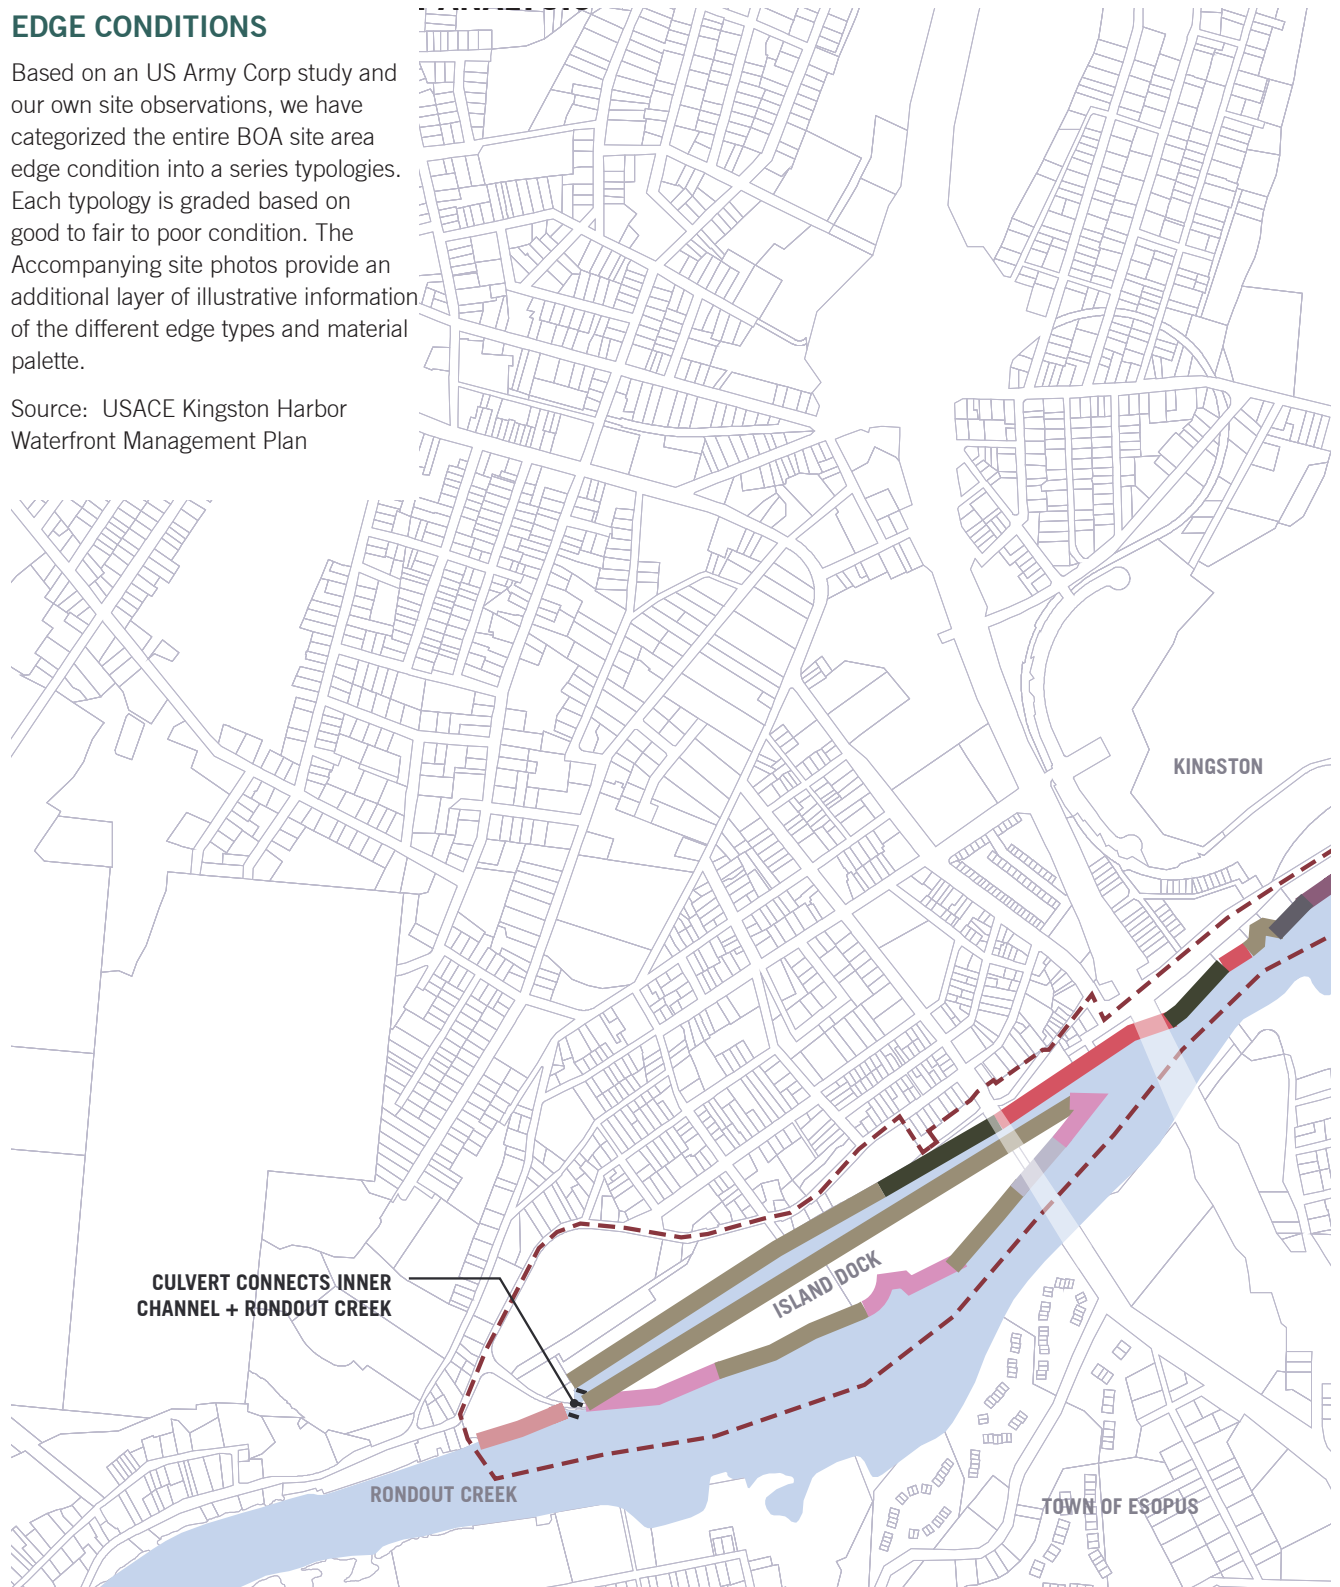 EDGE CONDITIONS
Based on an US Army Corp study and
our own site observations, we have
categorized the entire BOA site area
edge condition into a series typologies.
Each typology is graded based on
good to fair to poor condition. The
Accompanying site photos provide an
additional layer of illustrative information
of the different edge types and material
palette.
Source: USACE Kingston Harbor
Waterfront Management Plan
KINGSTON
ISLAND DOCK
CULVERT CONNECTS INNER
CHANNEL + RONDOUT CREEK
RONDOUT CREEK
TOWN OF ESOPUS